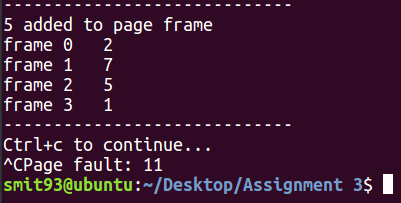 -----------------------------
5 added to page frame
frame 0   2
frame 1   7
frame 2   5
frame 3   1
-----------------------------
Ctrl+c to continue...
^CPage fault: 11
smit93@ubuntu:~/Desktop/Assignment 3$